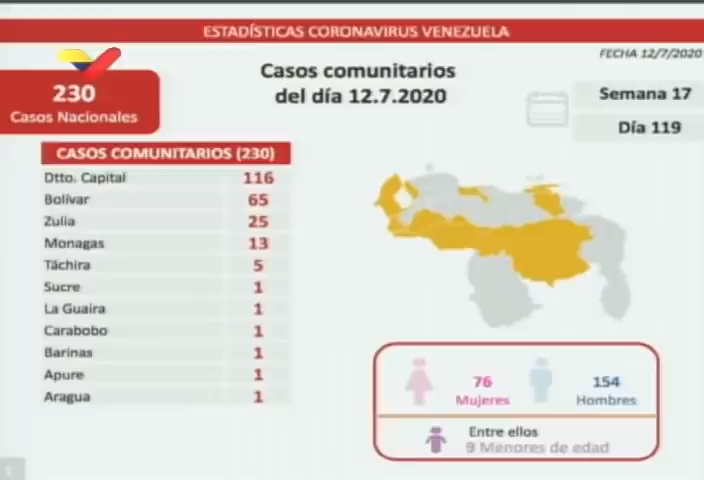 ESTADÍSTICAS CORONAVIRUS VENEZUELA
FECHA 12/7/2020
230
Casos Nacionales
Casos comunitarios
del día 12.7.2020
Semana 17
Día 119
CASOS COMUNITARIOS (230)
Dtto. Capital 116
Bolívar 65
Zulia 25
Monagas 13
Táchira 5
Sucre 1
La Guaira 1
Carabobo 1
Barinas 1
Apure 1
Aragua 1
76
Mujeres
154
Hombres
Entre ellos
9 Menores de edad